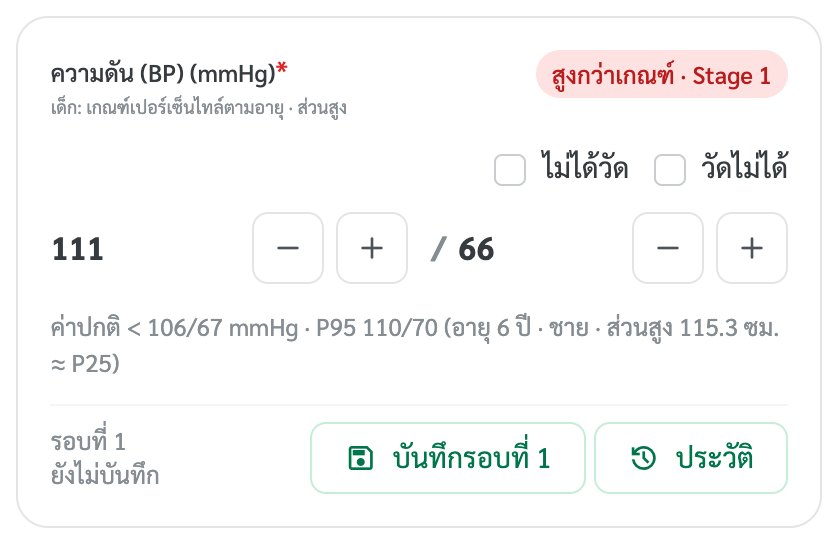 ความดัน (BP) (mmHg)*
สูงกว่าเกณฑ์ · Stage 1
เด็ก: เกณฑ์เปอร์เซ็นไทล์ตามอายุ · ส่วนสูง
ไม่ได้วัด
วัดไม่ได้
111 − + / 66 − +
ค่าปกติ < 106/67 mmHg · P95 110/70 (อายุ 6 ปี · ชาย · ส่วนสูง 115.3 ซม.
≈ P25)
รอบที่ 1
ยังไม่บันทึก
บันทึกรอบที่ 1
ประวัติ